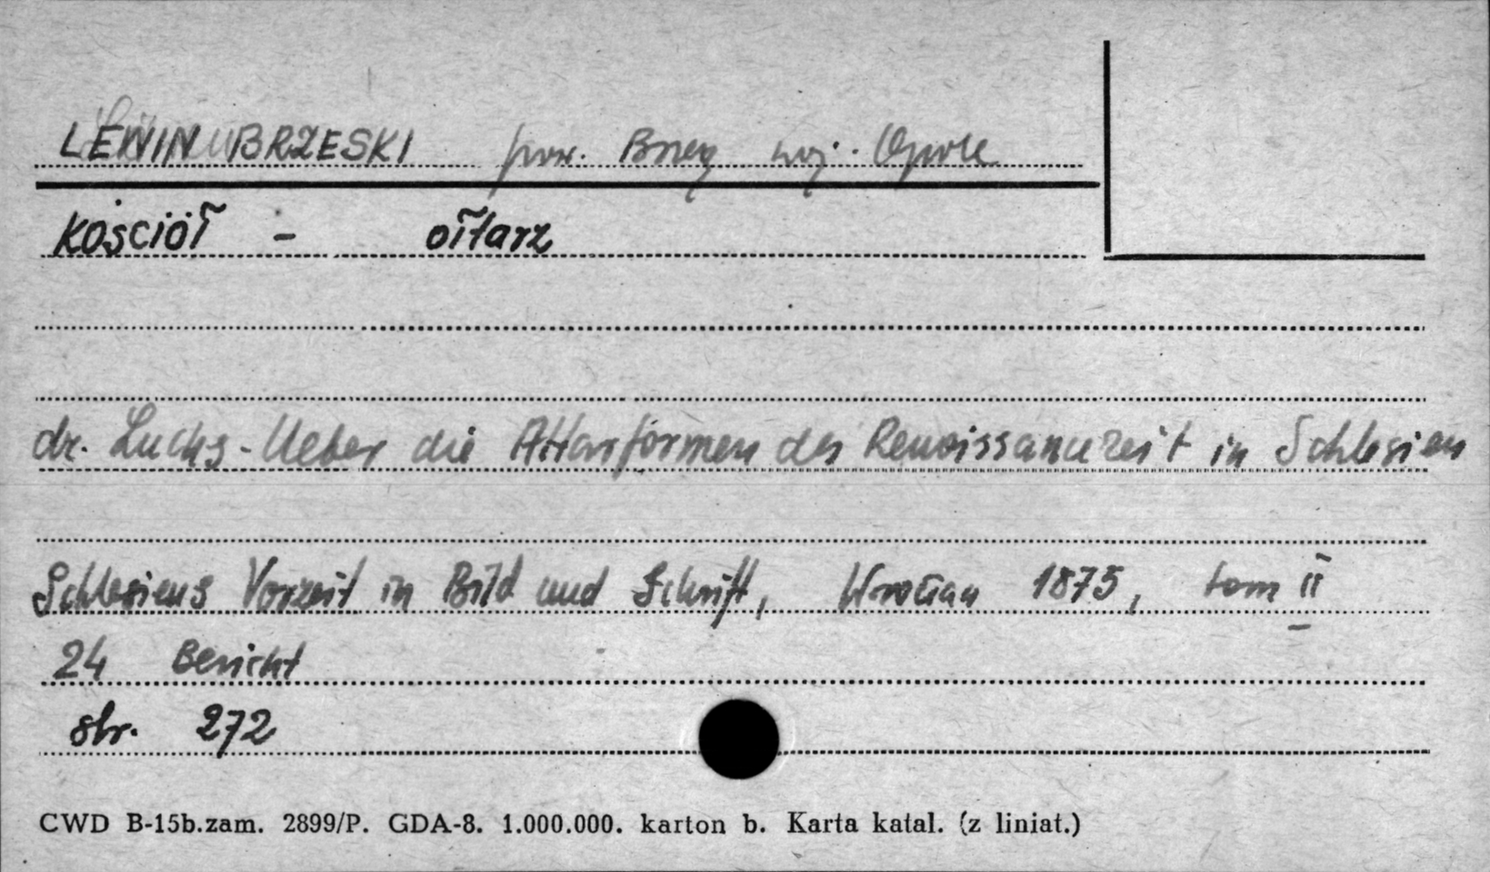 LEWIN BRZESKI pow. Brzeg woj. Opole
Kościół - ołtarz
dr. Luchs - Ueber die Altarformen der Renaissancezeit in Schlesien
Schlesiens Vorzeit in Bild und Schrift, Wrocław 1875, tom II
24 Bericht
str. 272
CWD B-15b.zam. 2899/P. GDA-8. 1.000.000. karton b. Karta katal. (z liniat.)